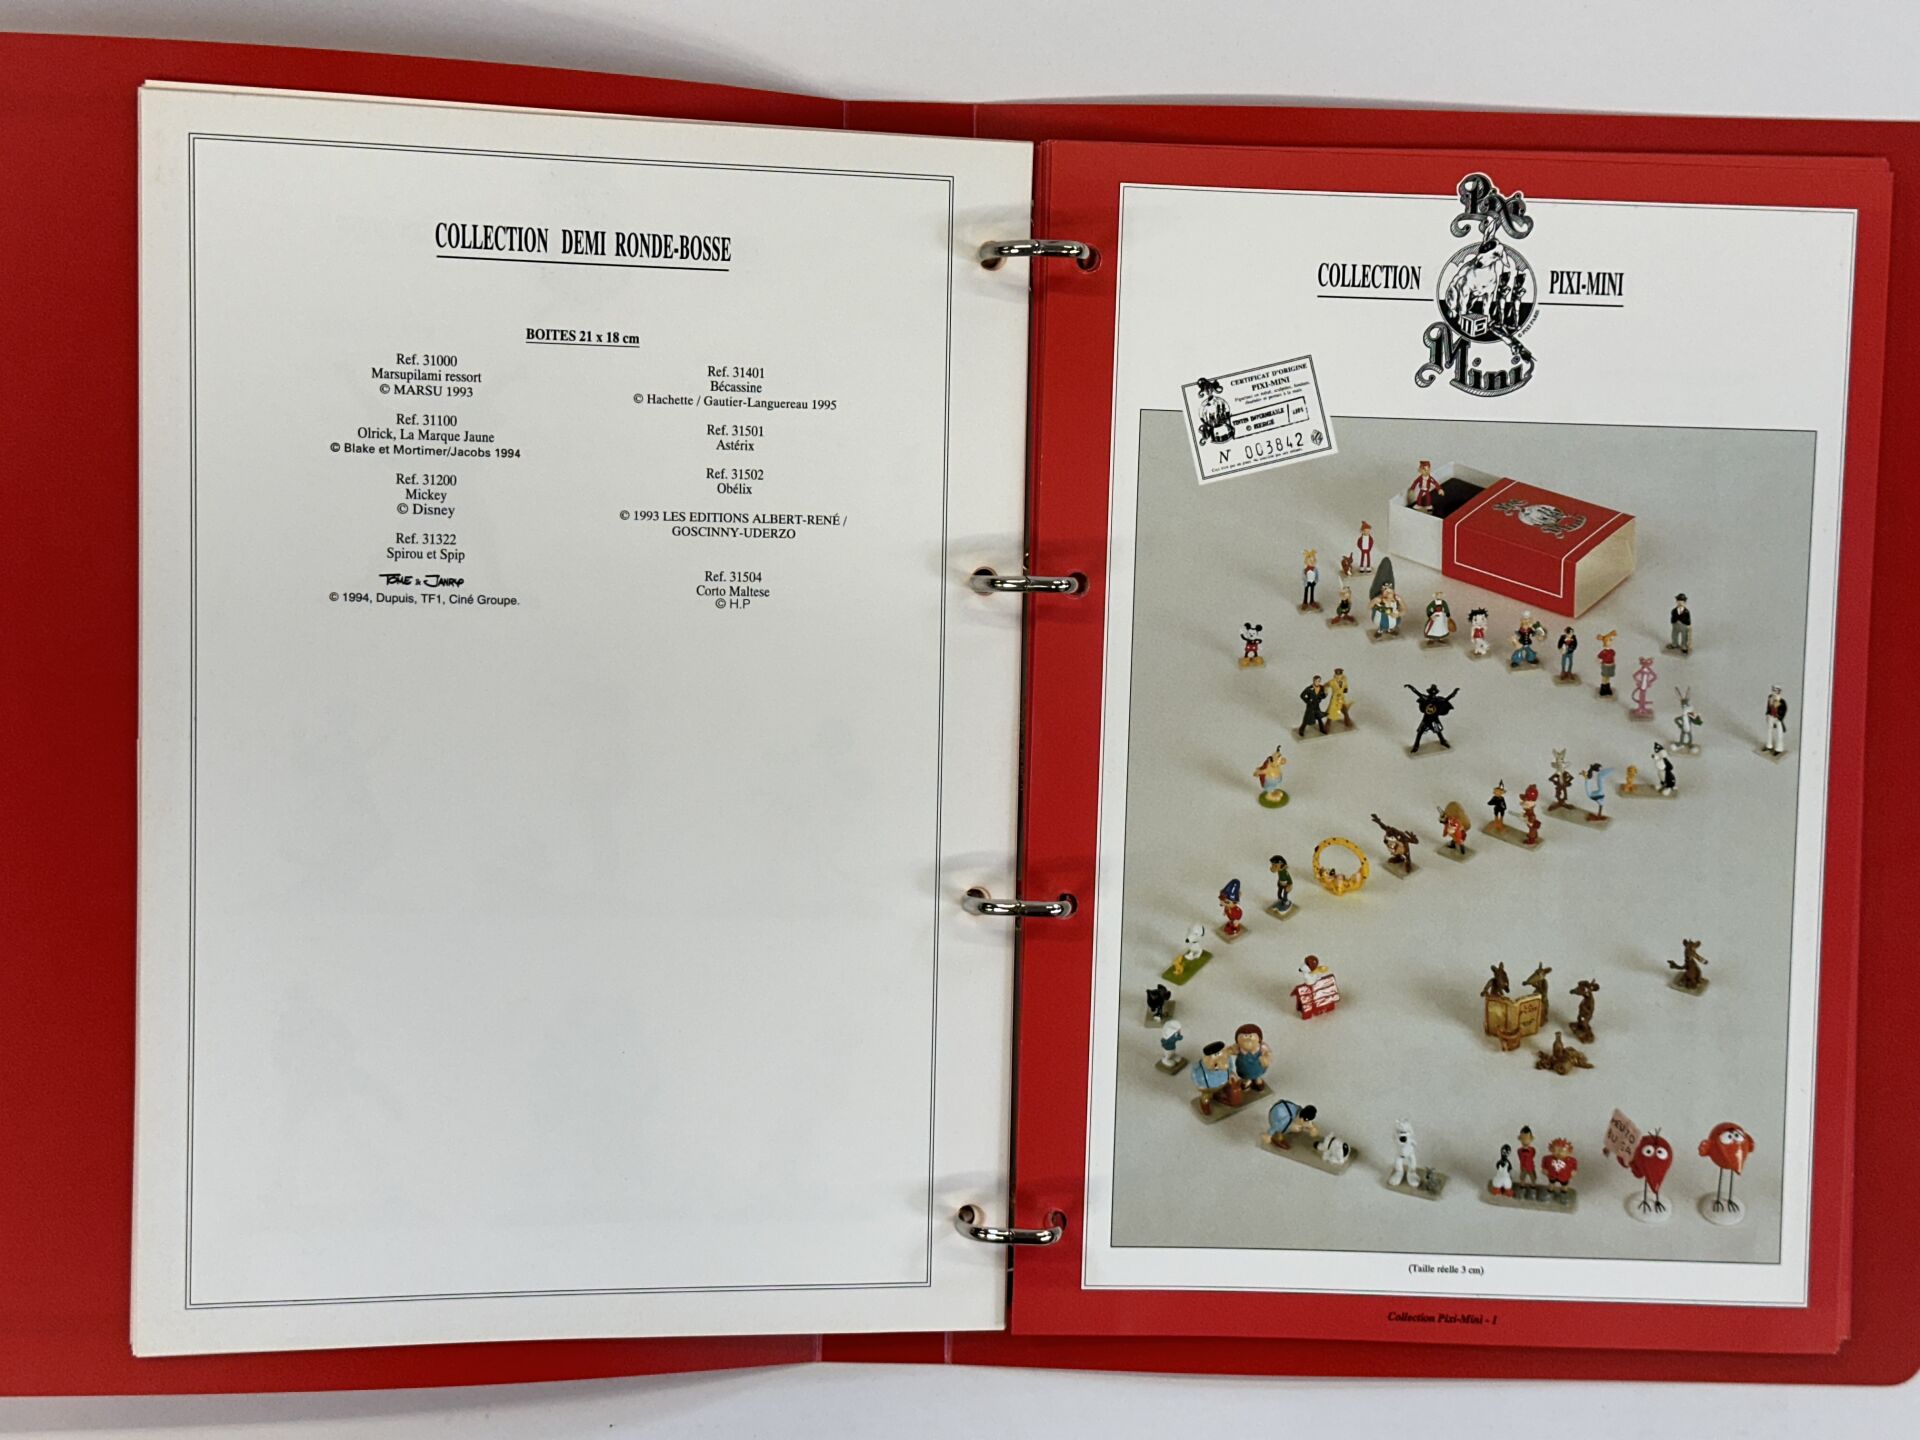 COLLECTION DEMI RONDE-BOSSE
BOITES 21 x 18 cm
Ref. 31000
Marsupilami ressort
© MARSU 1993
Ref. 31100
Olrick, La Marque Jaune
© Blake et Mortimer/Jacobs 1994
Ref. 31200
Mickey
© Disney
Ref. 31322
Spirou et Spip
TOME & JANRY
© 1994, Dupuis, TF1, Ciné Groupe.
Ref. 31401
Bécassine
© Hachette / Gautier-Languereau 1995
Ref. 31501
Astérix
Ref. 31502
Obélix
© 1993 LES EDITIONS ALBERT-RENÉ /
GOSCINNY-UDERZO
Ref. 31504
Corto Maltese
© H.P
Pixi
COLLECTION PIXI-MINI
Mini
CERTIFICAT D'ORIGINE
PIXI-MINI
© HERGE
N° 003842
(Taille réelle 3 cm)
Collection Pixi-Mini - 1